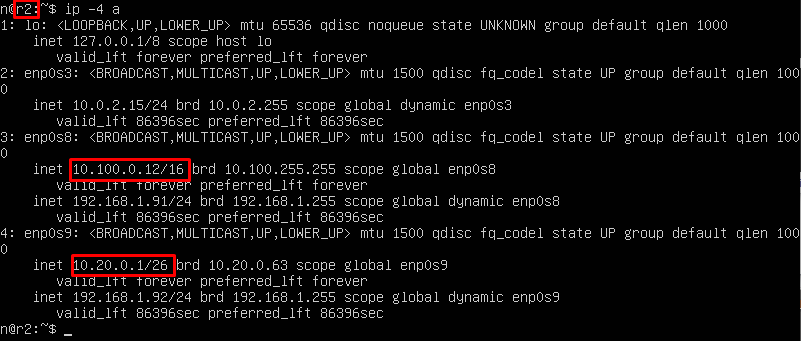 n@r2:~$ ip -4 a
1: lo: <LOOPBACK,UP,LOWER_UP> mtu 65536 qdisc noqueue state UNKNOWN group default qlen 1000
    inet 127.0.0.1/8 scope host lo
       valid_lft forever preferred_lft forever
2: enp0s3: <BROADCAST,MULTICAST,UP,LOWER_UP> mtu 1500 qdisc fq_codel state UP group default qlen 100
0
    inet 10.0.2.15/24 brd 10.0.2.255 scope global dynamic enp0s3
       valid_lft 86396sec preferred_lft 86396sec
3: enp0s8: <BROADCAST,MULTICAST,UP,LOWER_UP> mtu 1500 qdisc fq_codel state UP group default qlen 100
0
    inet 10.100.0.12/16 brd 10.100.255.255 scope global enp0s8
       valid_lft forever preferred_lft forever
    inet 192.168.1.91/24 brd 192.168.1.255 scope global dynamic enp0s8
       valid_lft 86396sec preferred_lft 86396sec
4: enp0s9: <BROADCAST,MULTICAST,UP,LOWER_UP> mtu 1500 qdisc fq_codel state UP group default qlen 100
0
    inet 10.20.0.1/26 brd 10.20.0.63 scope global enp0s9
       valid_lft forever preferred_lft forever
    inet 192.168.1.92/24 brd 192.168.1.255 scope global dynamic enp0s9
       valid_lft 86396sec preferred_lft 86396sec
n@r2:~$ _